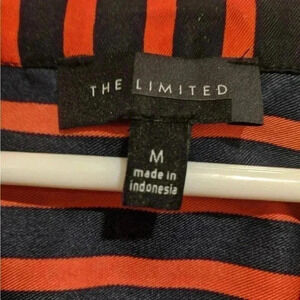 THE LIMITED
M
made in
indonesia